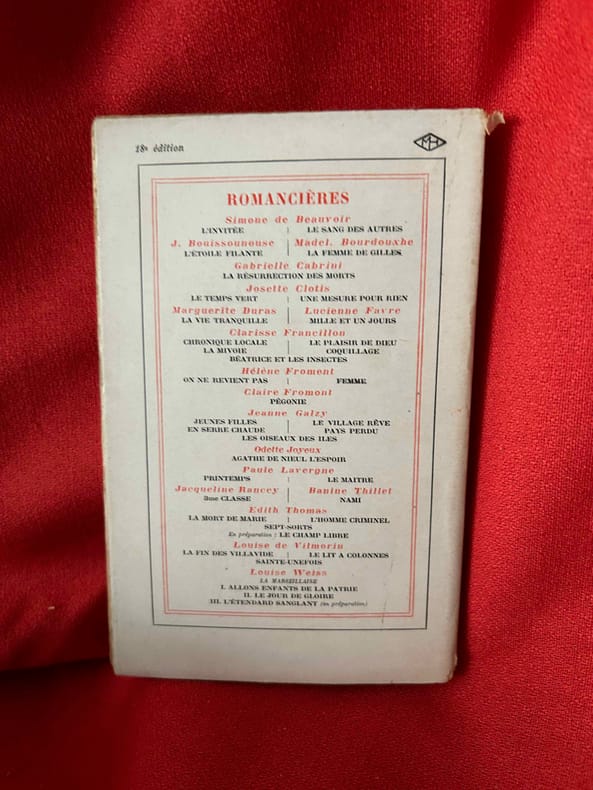 18e édition
MH
ROMANCIÈRES
Simone de Beauvoir
L'INVITÉE | LE SANG DES AUTRES
J. Bouissounouse | Madel. Bourdouxhe
L'ÉTOILE FILANTE | LA FEMME DE GILLES
Gabrielle Cabrini
LA RÉSURRECTION DES MORTS
Josette Clotis
LE TEMPS VERT | UNE MESURE POUR RIEN
Marguerite Duras | Lucienne Favre
LA VIE TRANQUILLE | MILLE ET UN JOURS
Clarisse Francillon
CHRONIQUE LOCALE | LE PLAISIR DE DIEU
LA MIVOIE | COQUILLAGE
BÉATRICE ET LES INSECTES
Hélène Froment
ON NE REVIENT PAS | FEMME
Claire Fromont
PÉGONIE
Jeanne Galzy
JEUNES FILLES | LE VILLAGE RÊVE
EN SERRE CHAUDE | PAYS PERDU
LES OISEAUX DES ILES
Odette Joyeux
AGATHE DE NIEUL L'ESPOIR
Paule Lavergne
PRINTEMPS | LE MAITRE
Jacqueline Rancey | Banine Thillet
3me CLASSE | NAMI
Edith Thomas
LA MORT DE MARIE | L'HOMME CRIMINEL
SEPT-SORTS
En préparation : LE CHAMP LIBRE
Louise de Vilmorin
LA FIN DES VILLAVIDE | LE LIT A COLONNES
SAINTE-UNEFOIS
Louise Weiss
LA MARSEILLAISE
I. ALLONS ENFANTS DE LA PATRIE
II. LE JOUR DE GLOIRE
III. L'ÉTENDARD SANGLANT (en préparation)